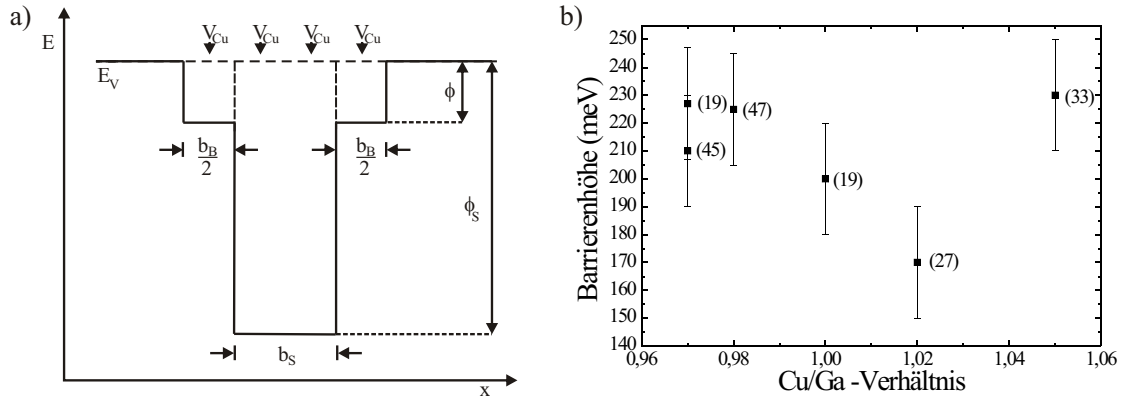 a)
E
V_Cu V_Cu V_Cu V_Cu
E_V
ϕ
b_B/2
b_B/2
ϕ_S
b_S
x
b)
Barrierenhöhe (meV)
250
240
230
220
210
200
190
180
170
160
150
140
(19)
(45)
(47)
(19)
(27)
(33)
0,96 0,98 1,00 1,02 1,04 1,06
Cu/Ga -Verhältnis